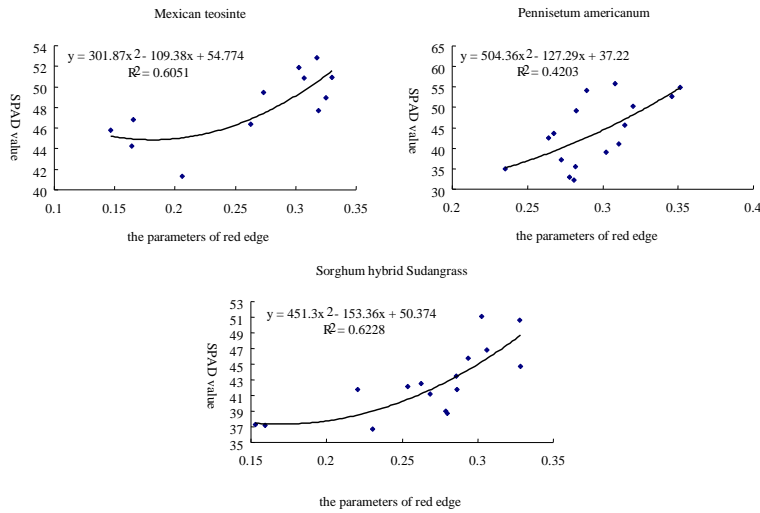 Mexican teosinte
y = 301.87x2 - 109.38x + 54.774
R2 = 0.6051
SPAD value
54
52
50
48
46
44
42
40
0.1 0.15 0.2 0.25 0.3 0.35
the parameters of red edge
Pennisetum americanum
y = 504.36x2 - 127.29x + 37.22
R2 = 0.4203
SPAD value
65
60
55
50
45
40
35
30
0.2 0.25 0.3 0.35 0.4
the parameters of red edge
Sorghum hybrid Sudangrass
y = 451.3x2 - 153.36x + 50.374
R2 = 0.6228
SPAD value
53
51
49
47
45
43
41
39
37
35
0.15 0.2 0.25 0.3 0.35
the parameters of red edge